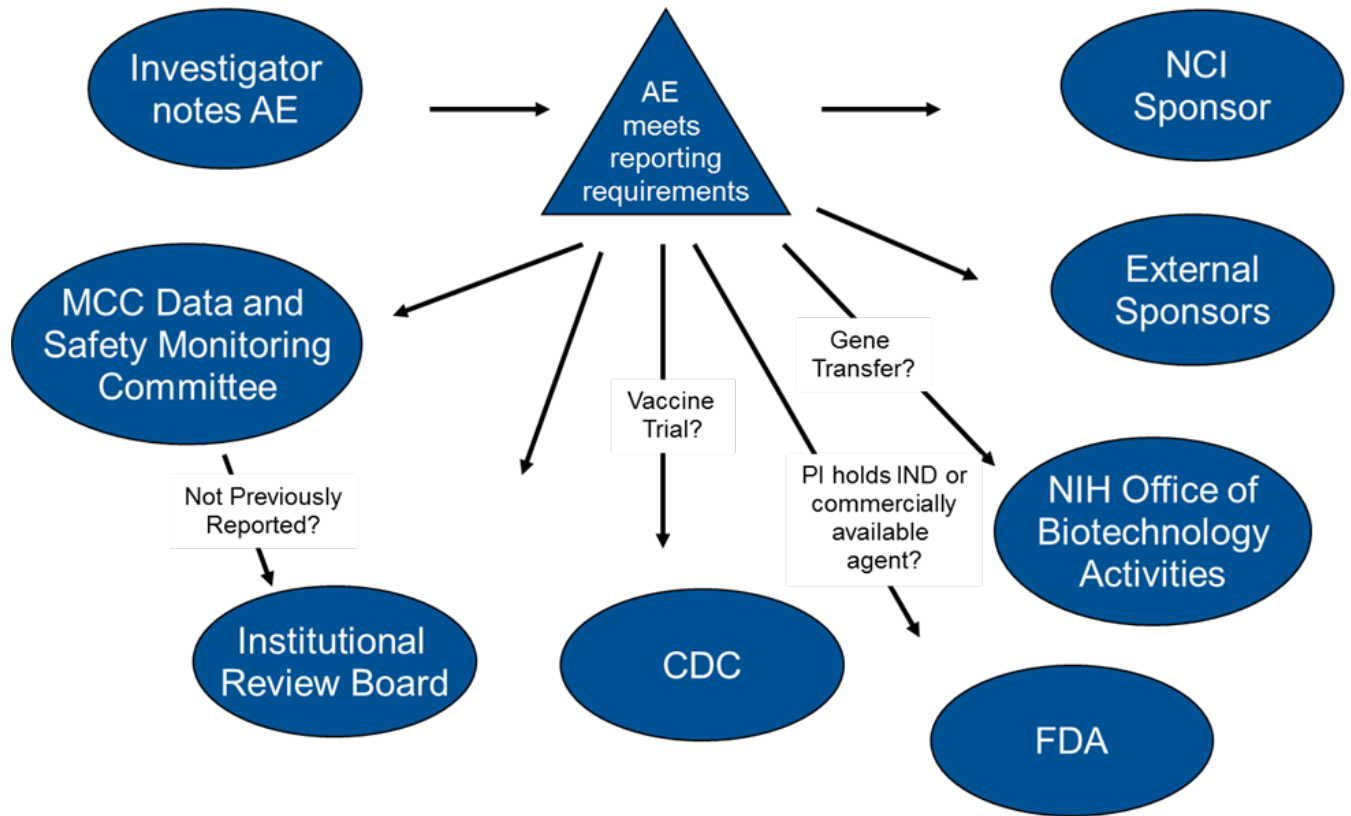 Investigator
notes AE
AE
meets
reporting
requirements
NCI
Sponsor
MCC Data and
Safety Monitoring
Committee
External
Sponsors
Gene
Transfer?
Vaccine
Trial?
Not Previously
Reported?
PI holds IND or
commercially
available
agent?
NIH Office of
Biotechnology
Activities
Institutional
Review Board
CDC
FDA